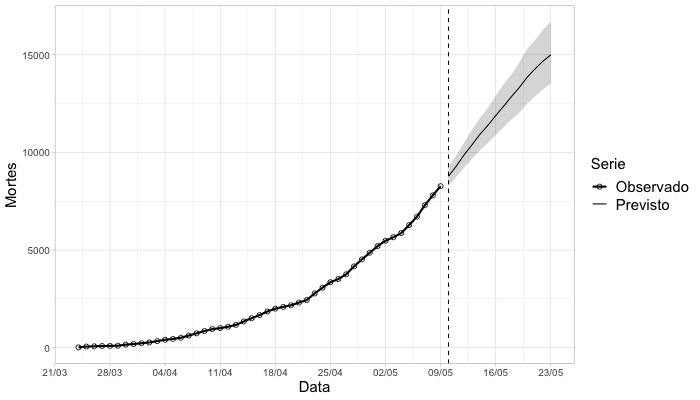 15000
10000
5000
0
Mortes
21/03 28/03 04/04 11/04 18/04 25/04 02/05 09/05 16/05 23/05
Data
Serie
Observado
Previsto